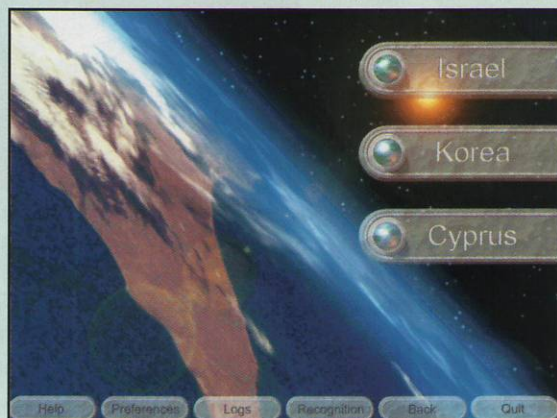 Israel
Korea
Cyprus
Help Preferences Logs Recognition Back Quit